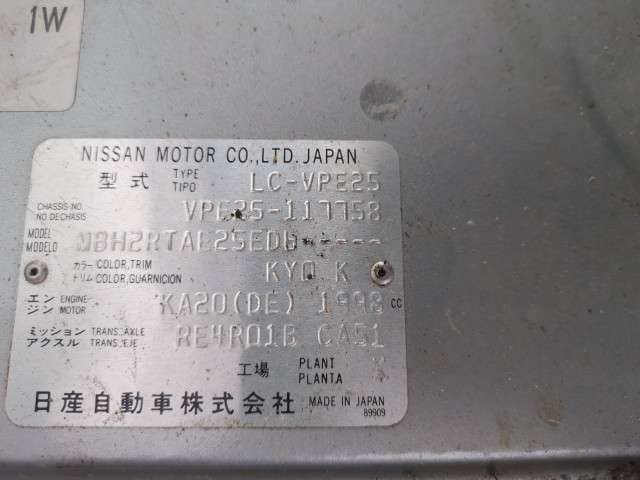 1W
NISSAN MOTOR CO.,LTD. JAPAN
型式 TYPE TIPO LC-VPE25
CHASSIS NO. NO DECHASIS VPE25-117758
MODEL MODELO
カラー COLOR,TRIM
トリム COLOR,GUARNICION KY0 K
エンジン ENGINE MOTOR KA20(DE) 1998 CC
ミッション TRANS.,AXLE
アクスル TRANS.,EJE RE4R01B CA51
工場 PLANT PLANTA
日産自動車株式会社 MADE IN JAPAN
89909